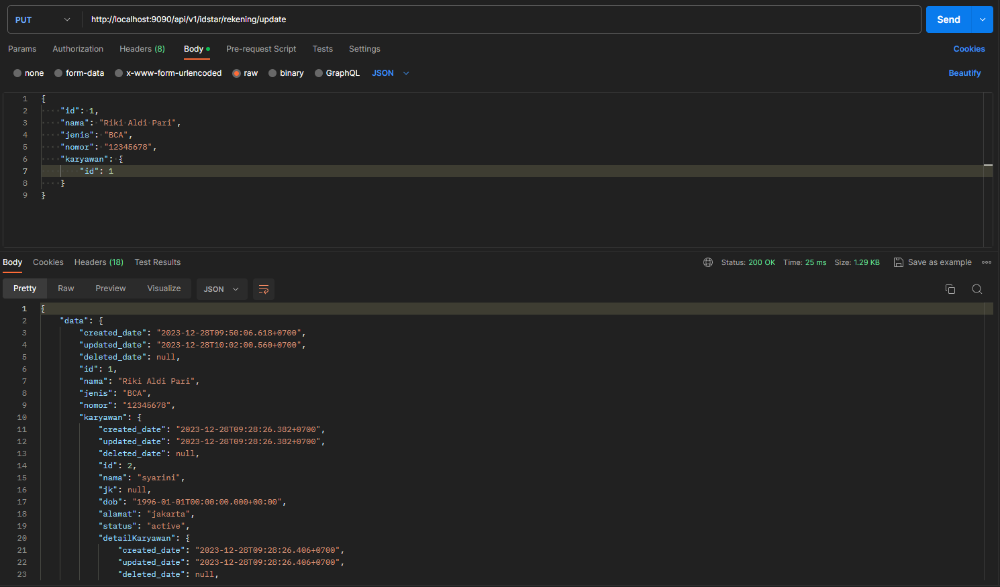 PUT http://localhost:9090/api/v1/idstar/rekening/update Send
Params Authorization Headers (8) Body Pre-request Script Tests Settings Cookies
none form-data x-www-form-urlencoded raw binary GraphQL JSON Beautify
1 {
2 "id": 1,
3 "nama": "Riki Aldi Pari",
4 "jenis": "BCA",
5 "nomor": "12345678",
6 "karyawan": {
7 "id": 1
8 }
9 }
Body Cookies Headers (18) Test Results Status: 200 OK Time: 25 ms Size: 1.29 KB Save as example
Pretty Raw Preview Visualize JSON
1 {
2 "data": {
3 "created_date": "2023-12-28T09:50:06.618+0700",
4 "updated_date": "2023-12-28T10:02:00.560+0700",
5 "deleted_date": null,
6 "id": 1,
7 "nama": "Riki Aldi Pari",
8 "jenis": "BCA",
9 "nomor": "12345678",
10 "karyawan": {
11 "created_date": "2023-12-28T09:28:26.382+0700",
12 "updated_date": "2023-12-28T09:28:26.382+0700",
13 "deleted_date": null,
14 "id": 2,
15 "nama": "syarini",
16 "jk": null,
17 "dob": "1996-01-01T00:00:00.000+00:00",
18 "alamat": "jakarta",
19 "status": "active",
20 "detailKaryawan": {
21 "created_date": "2023-12-28T09:28:26.406+0700",
22 "updated_date": "2023-12-28T09:28:26.406+0700",
23 "deleted_date": null,